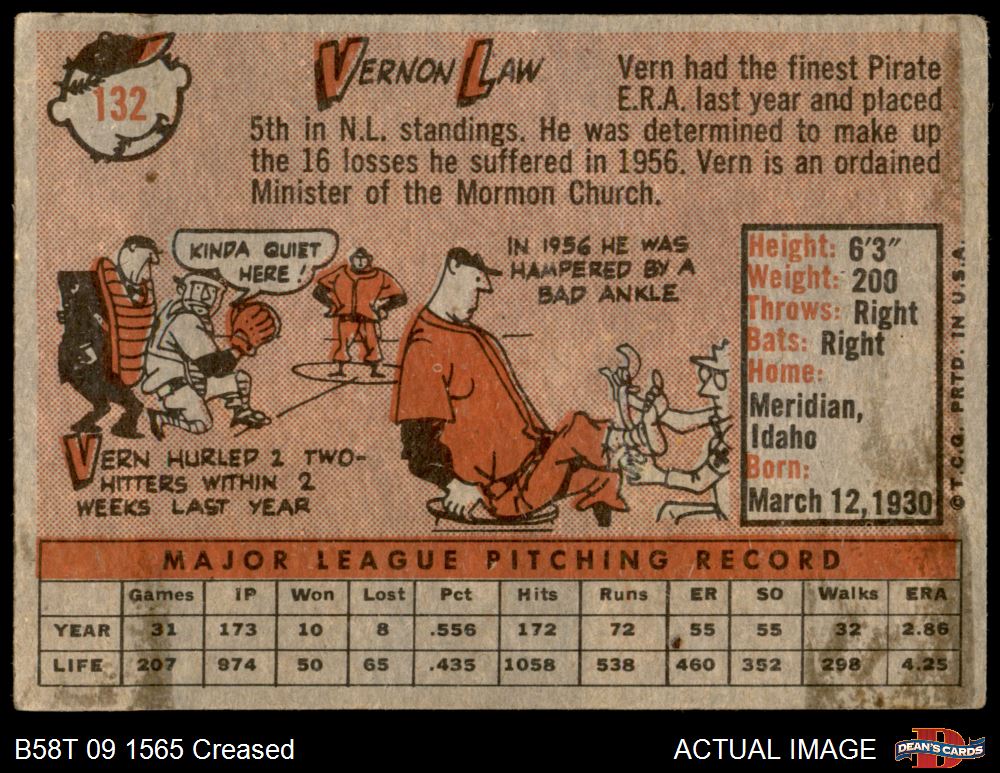 132
VERNON LAW
Vern had the finest Pirate
E.R.A. last year and placed
5th in N.L. standings. He was determined to make up
the 16 losses he suffered in 1956. Vern is an ordained
Minister of the Mormon Church.
KINDA QUIET
HERE!
IN 1956 HE WAS
HAMPERED BY A
BAD ANKLE
VERN HURLED 2 TWO-
HITTERS WITHIN 2
WEEKS LAST YEAR
Height: 6'3"
Weight: 200
Throws: Right
Bats: Right
Home:
Meridian,
Idaho
Born:
March 12, 1930
© T.C.G. PRTD. IN U.S.A.
MAJOR LEAGUE PITCHING RECORD
Games IP Won Lost Pct Hits Runs ER SO Walks ERA
YEAR 31 173 10 8 .556 172 72 55 55 32 2.86
LIFE 207 974 50 65 .435 1058 538 460 352 298 4.25
B58T 09 1565 Creased
ACTUAL IMAGE
D
DEAN'S CARDS